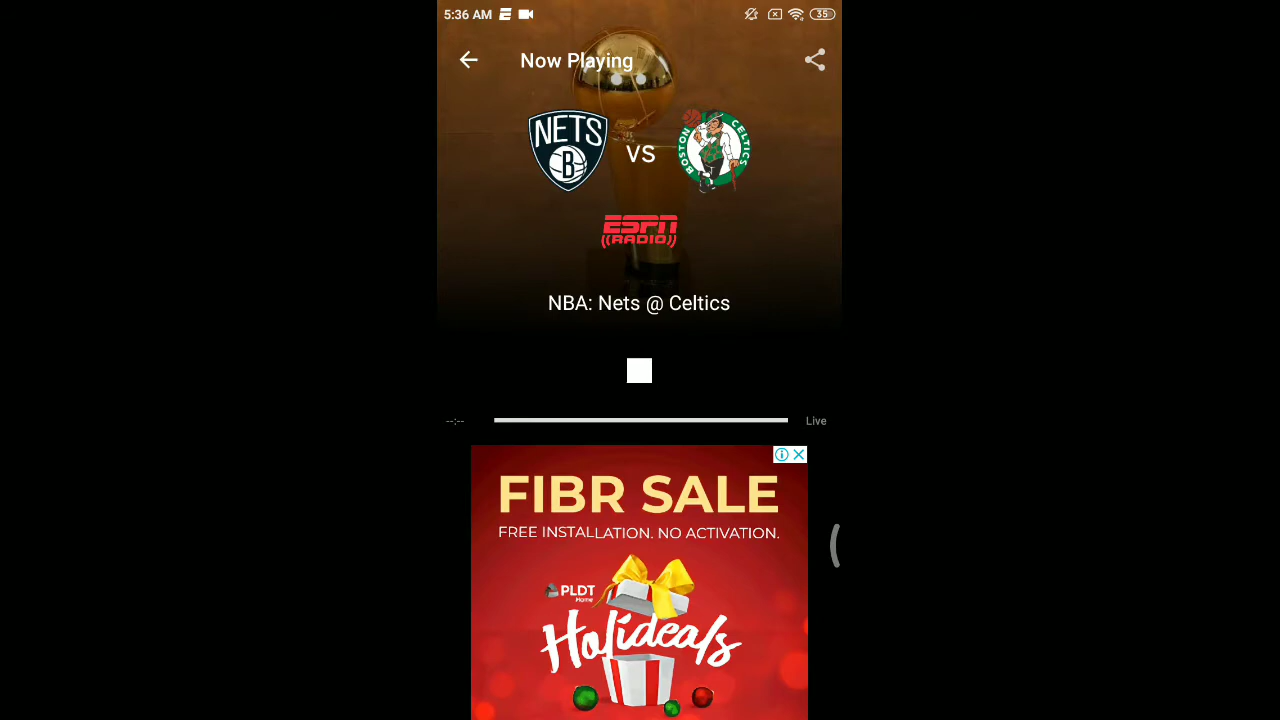 5:36 AM
35
Now Playing
NETS
B
VS
BOSTON
CELTICS
ESPN
((RADIO))
NBA: Nets @ Celtics
--:--
Live
FIBR SALE
FREE INSTALLATION. NO ACTIVATION.
PLDT
Home
Holideals